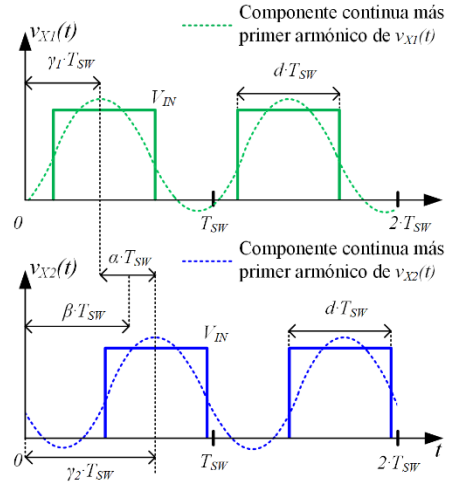 v_X1(t)
Componente continua más
primer armónico de v_X1(t)
γ_1·T_SW
V_IN
d·T_SW
0
T_SW
2·T_SW
v_X2(t)
Componente continua más
primer armónico de v_X2(t)
α·T_SW
β·T_SW
V_IN
d·T_SW
0
T_SW
2·T_SW
t
γ_2·T_SW